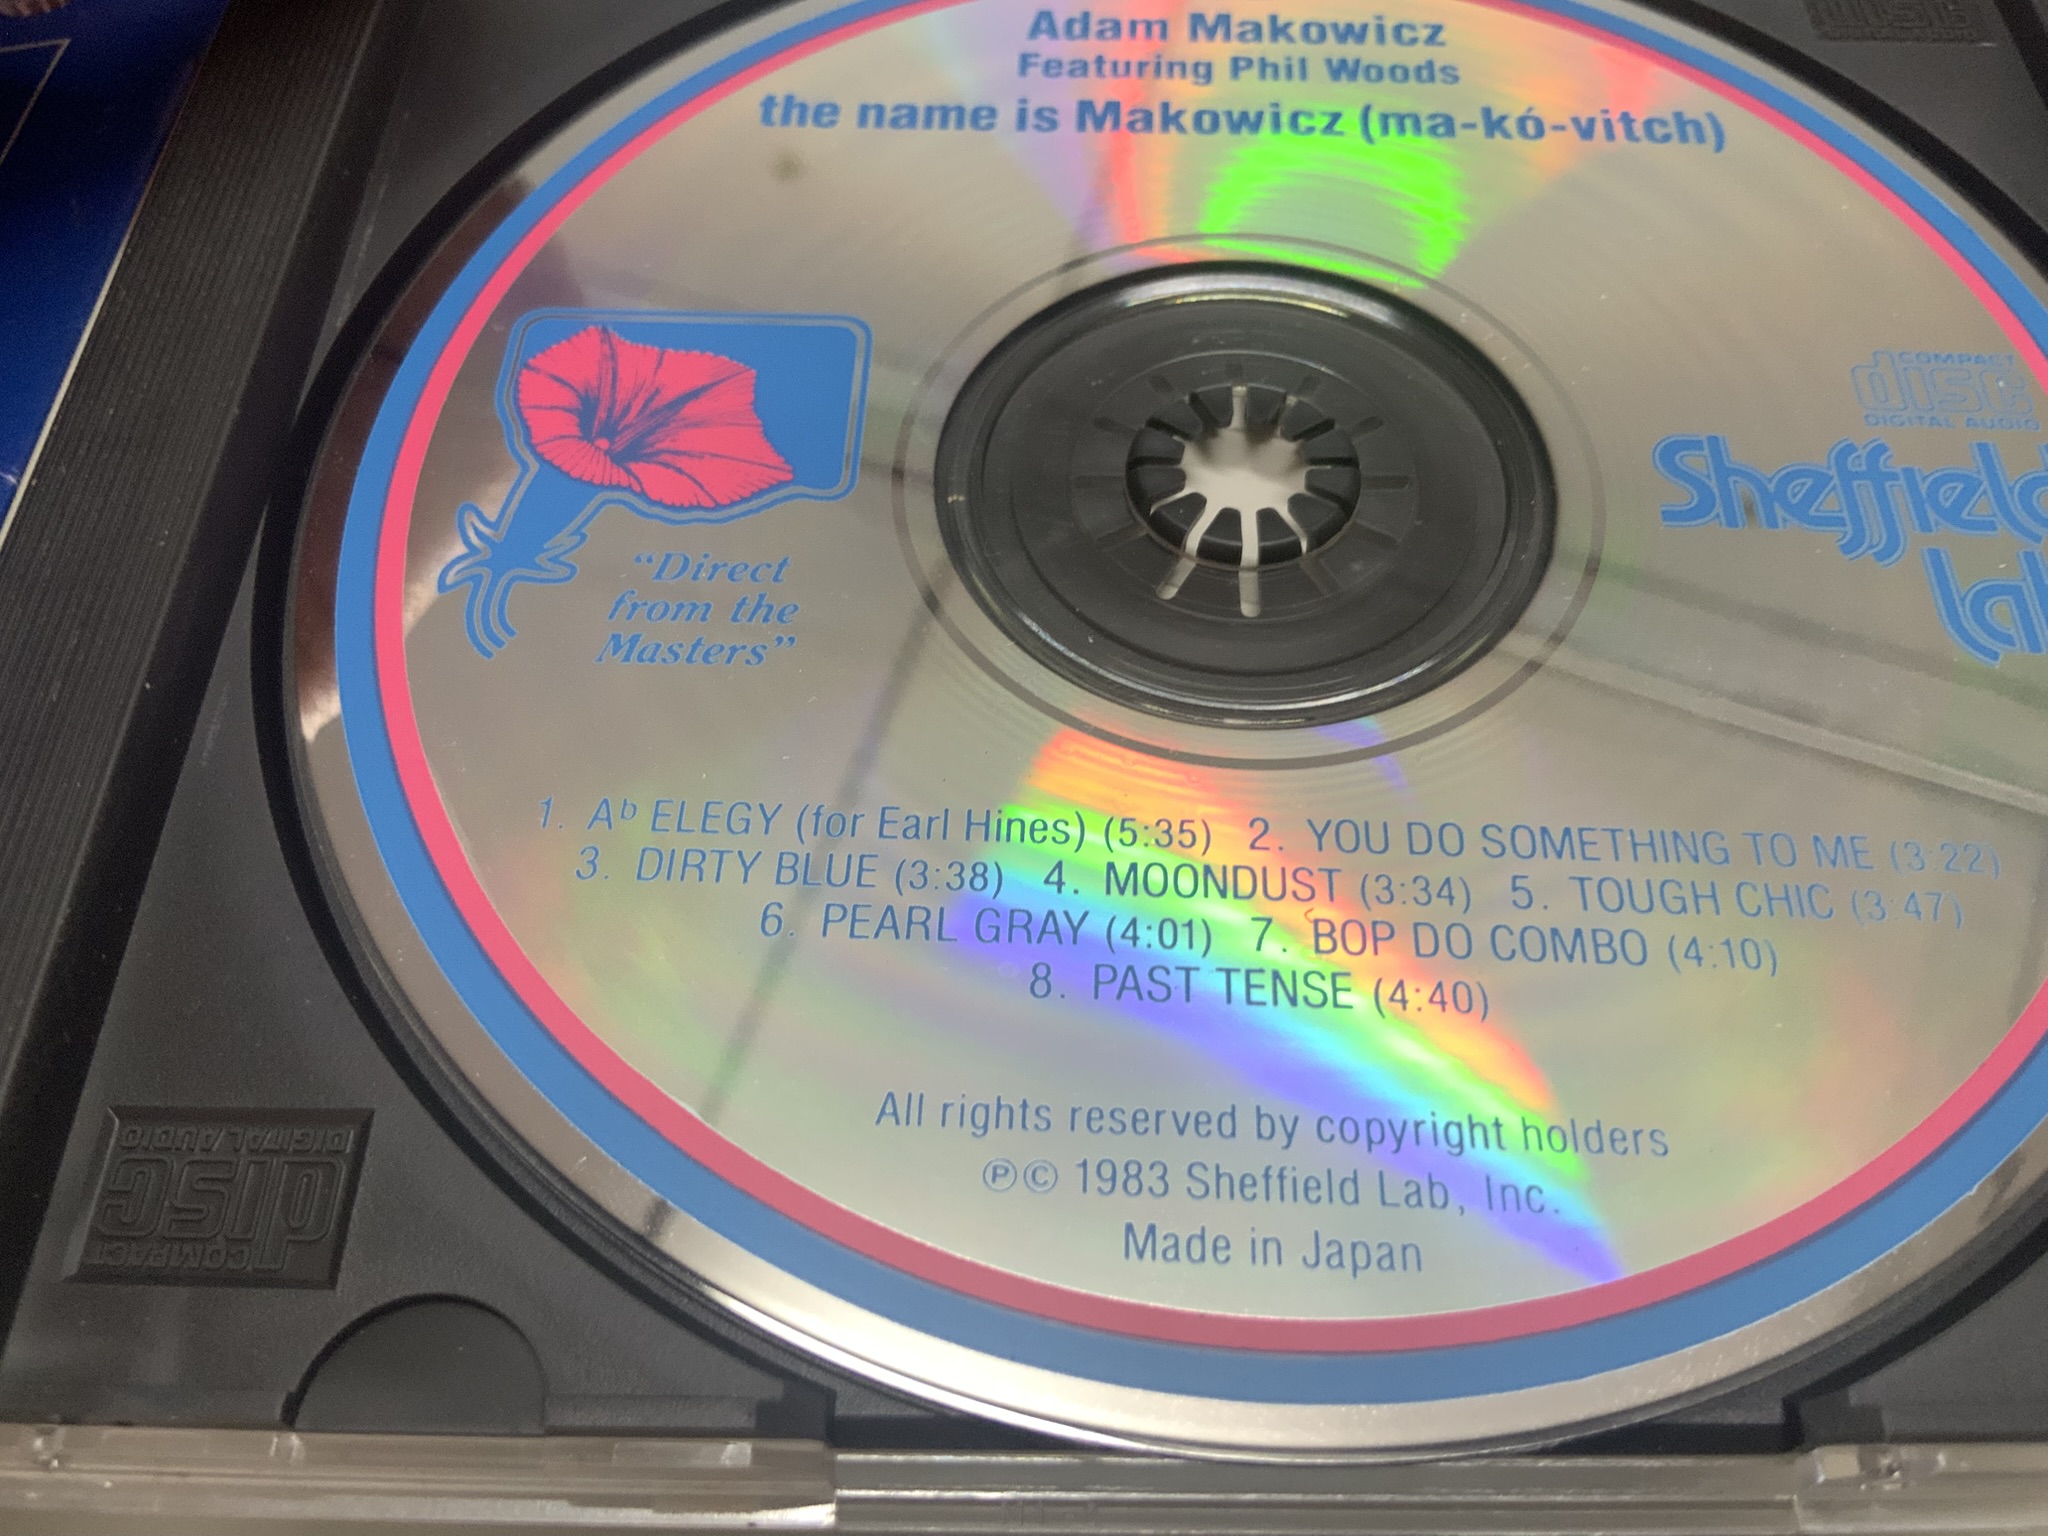 Adam Makowicz
Featuring Phil Woods
the name is Makowicz (ma-kó-vitch)
COMPACT
disc
DIGITAL AUDIO
Sheffield
Lab
“Direct
from the
Masters”
1. Ab ELEGY (for Earl Hines) (5:35) 2. YOU DO SOMETHING TO ME (3:22)
3. DIRTY BLUE (3:38) 4. MOONDUST (3:34) 5. TOUGH CHIC (3:47)
6. PEARL GRAY (4:01) 7. BOP DO COMBO (4:10)
8. PAST TENSE (4:40)
All rights reserved by copyright holders
℗© 1983 Sheffield Lab, Inc.
Made in Japan
COMPACT
disc
DIGITAL AUDIO